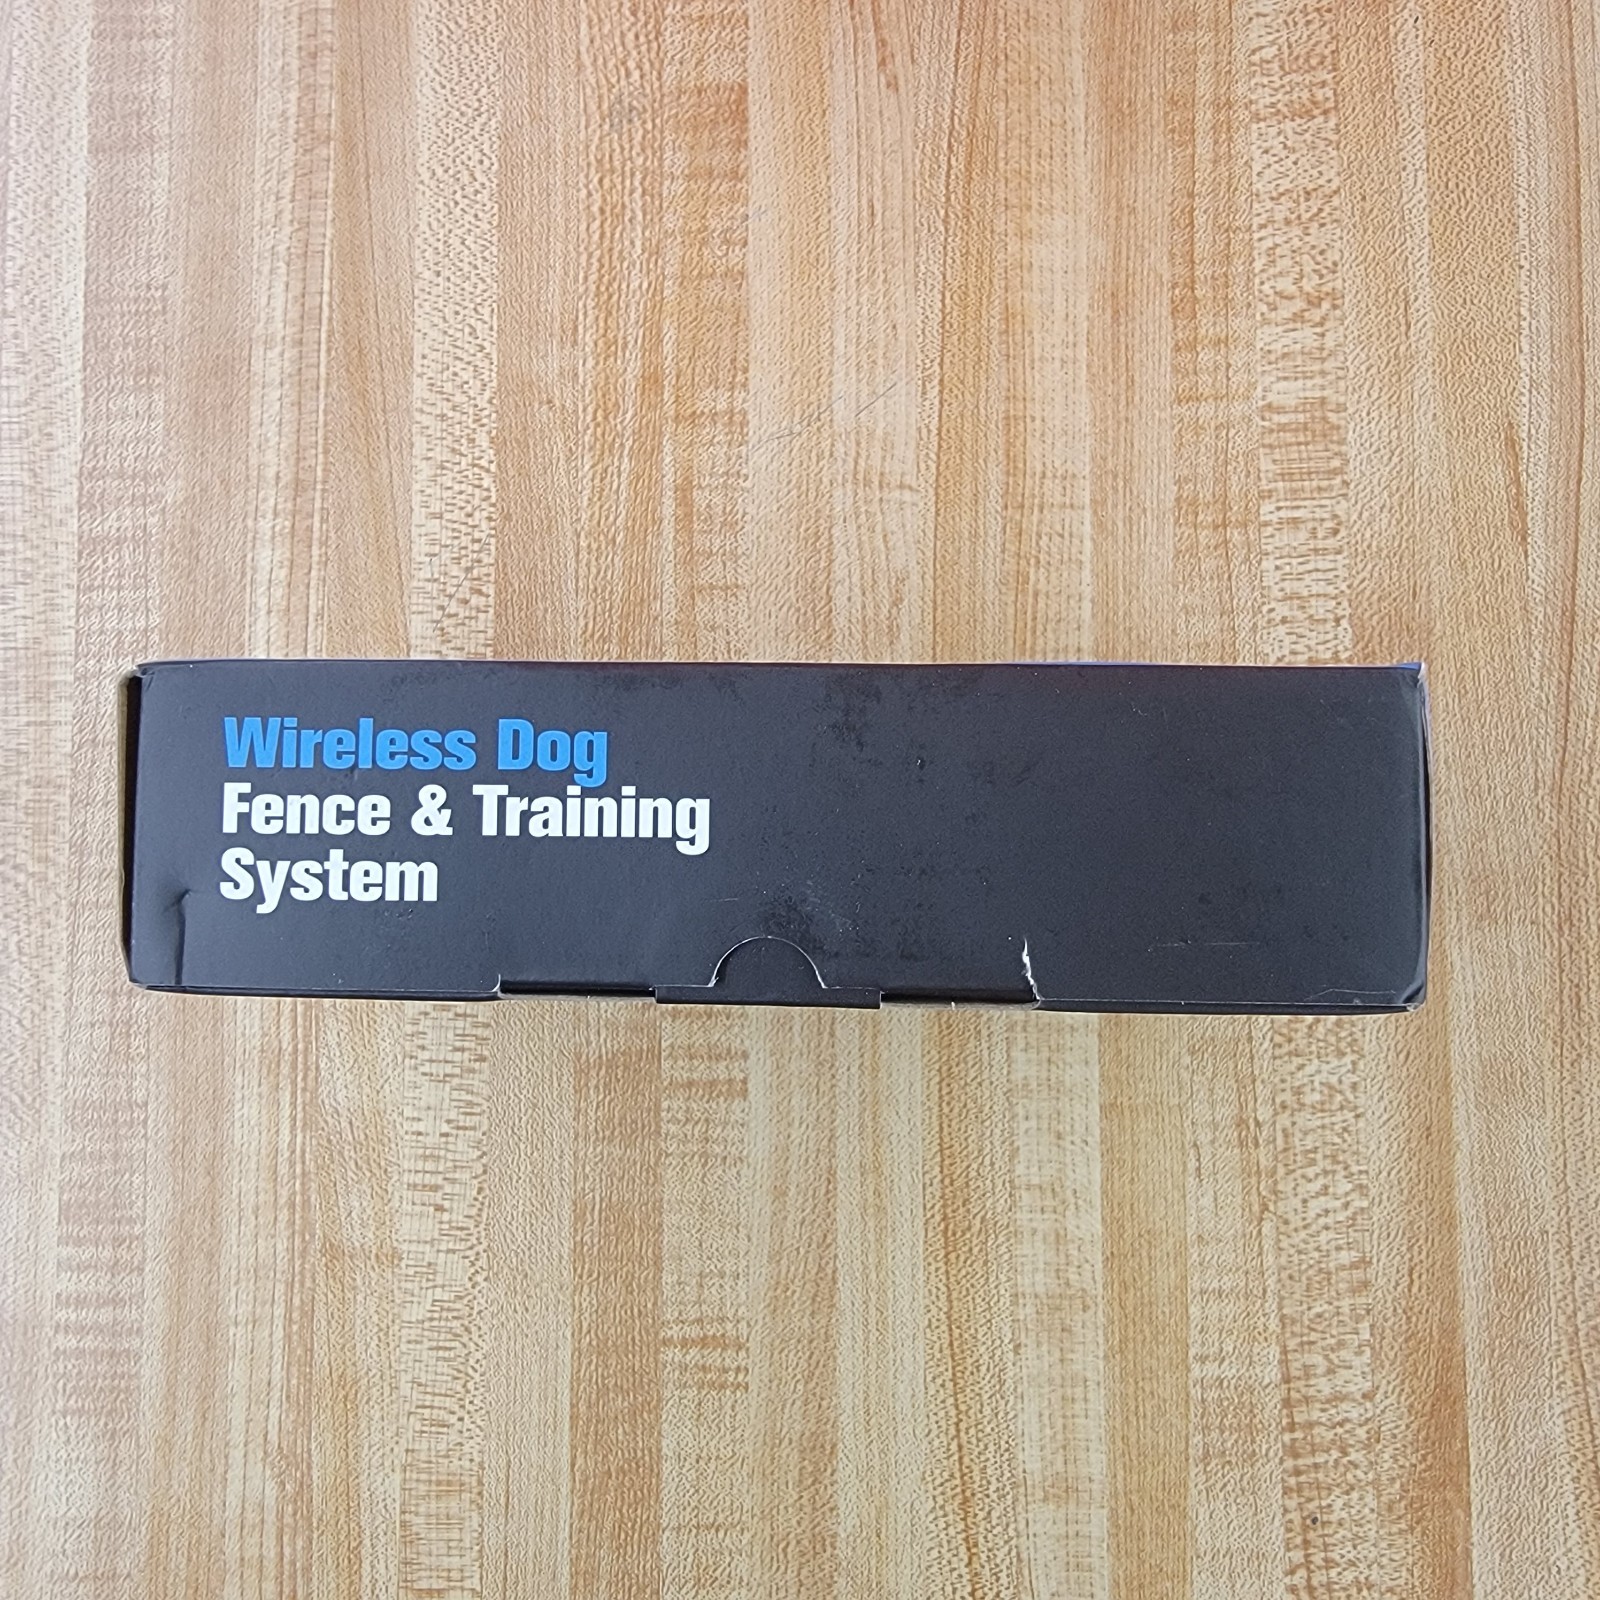 Wireless Dog
Fence & Training
System